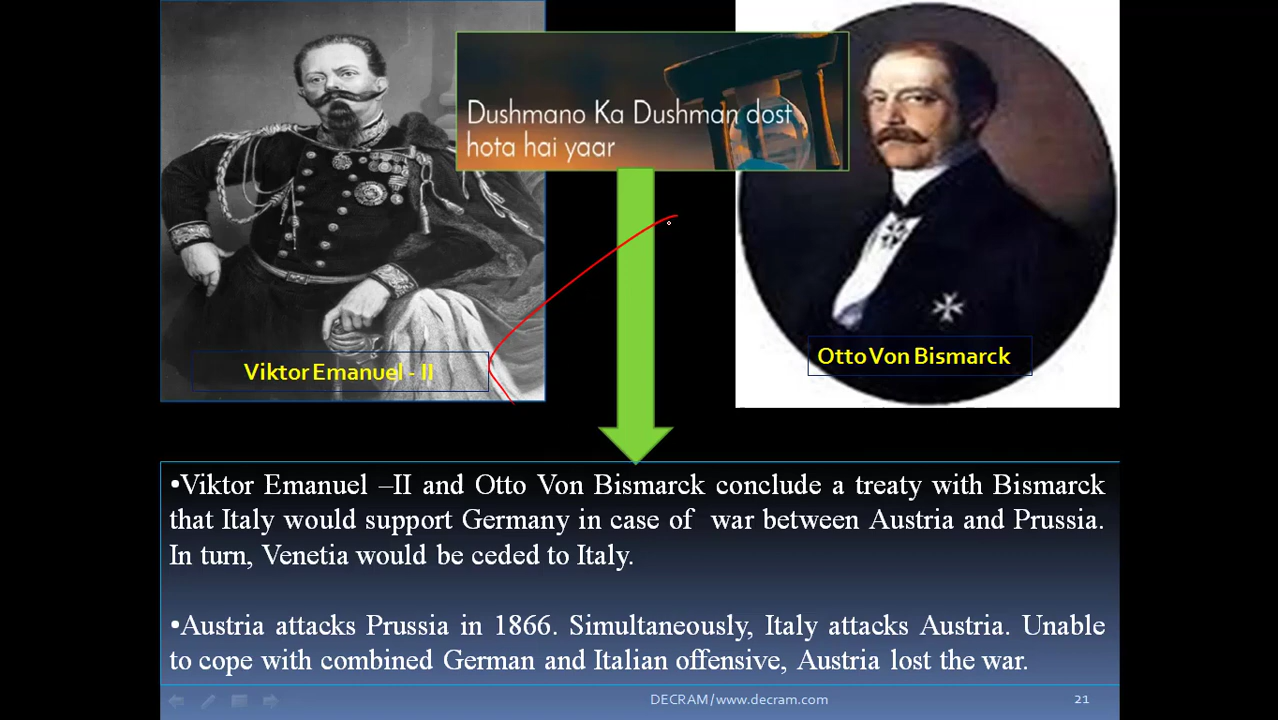 Dushmano Ka Dushman dost
hota hai yaar
Viktor Emanuel - II
Otto Von Bismarck
•Viktor Emanuel –II and Otto Von Bismarck conclude a treaty with Bismarck
that Italy would support Germany in case of war between Austria and Prussia.
In turn, Venetia would be ceded to Italy.
•Austria attacks Prussia in 1866. Simultaneously, Italy attacks Austria. Unable
to cope with combined German and Italian offensive, Austria lost the war.
DECRAM/www.decram.com
21